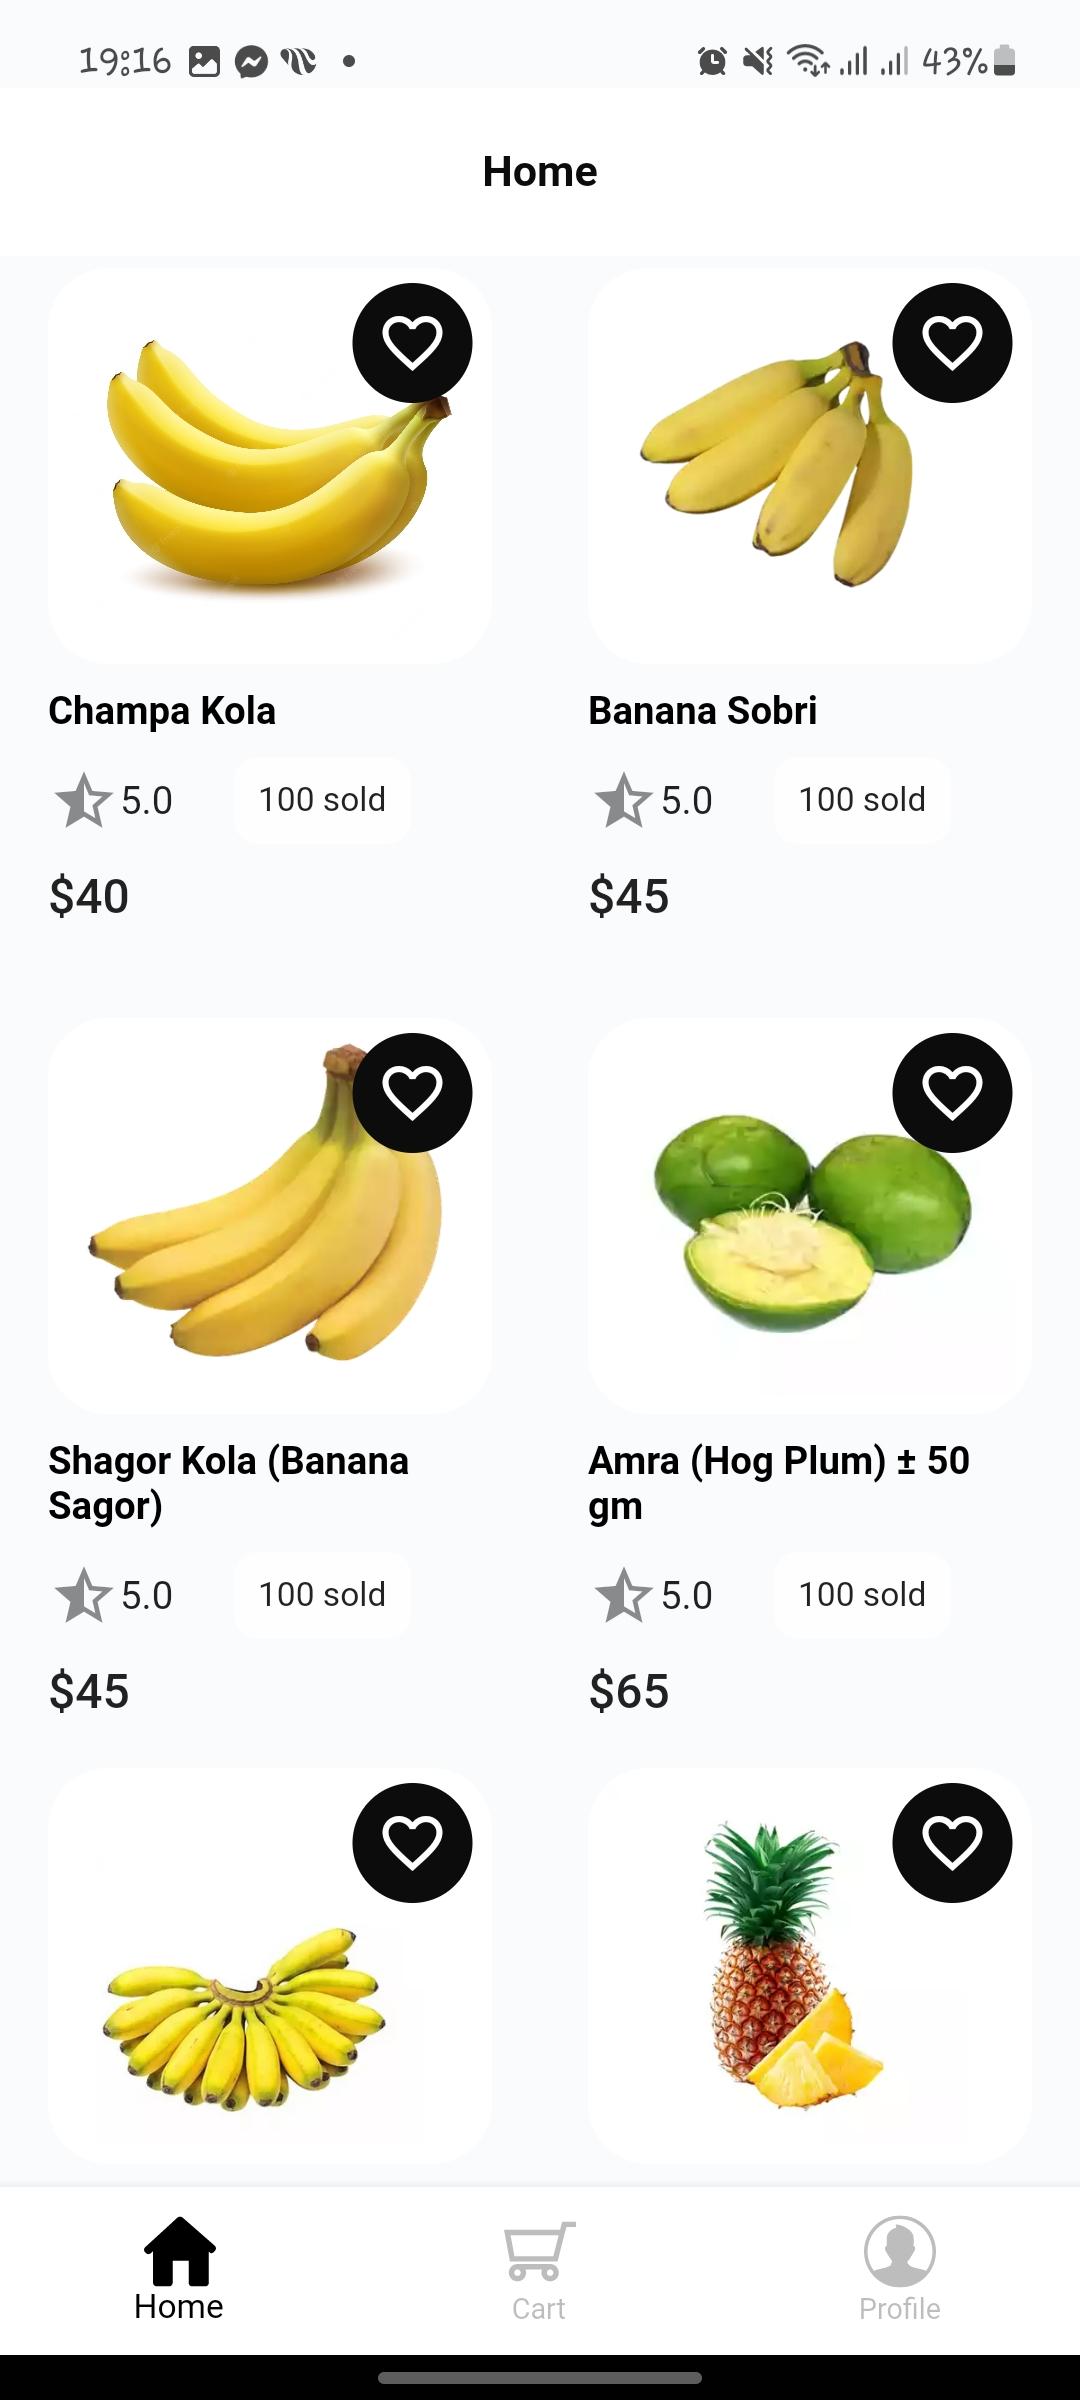 19:16
43%
Home
Champa Kola
5.0
100 sold
$40
Banana Sobri
5.0
100 sold
$45
Shagor Kola (Banana
Sagor)
5.0
100 sold
$45
Amra (Hog Plum) ± 50
gm
5.0
100 sold
$65
Home
Cart
Profile